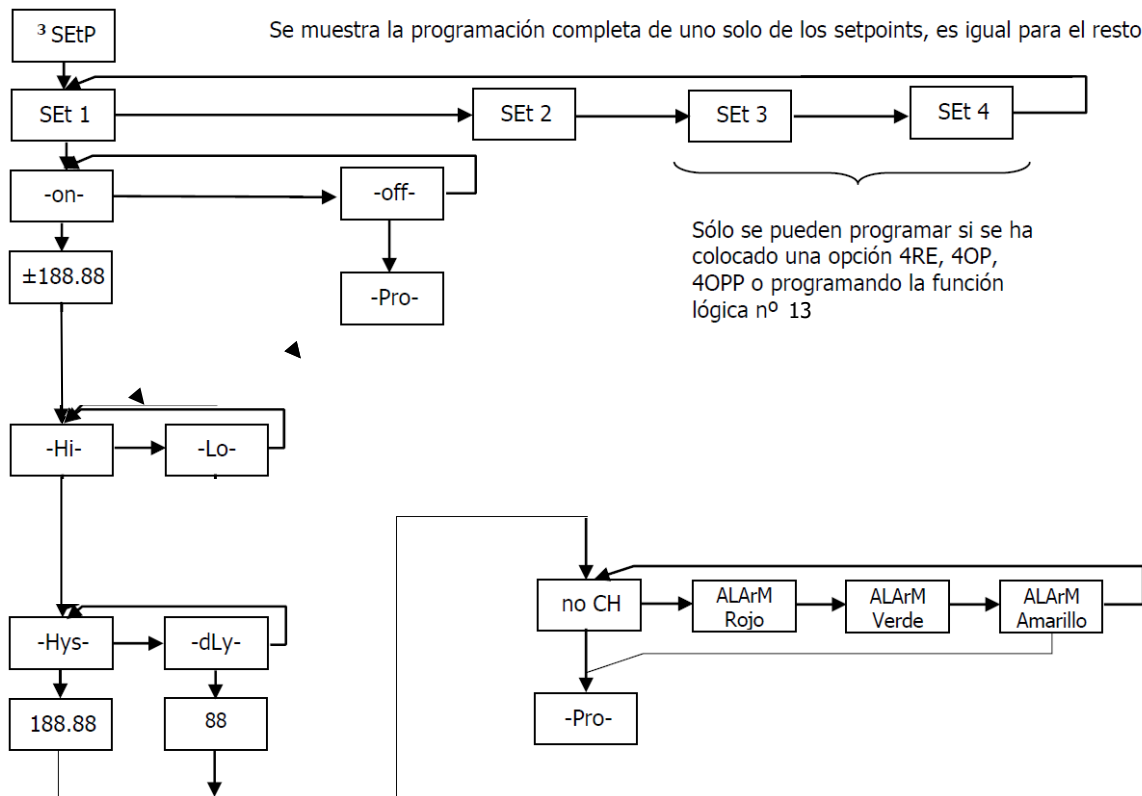 ³ SEtP
Se muestra la programación completa de uno solo de los setpoints, es igual para el resto
SEt 1
SEt 2
SEt 3
SEt 4
-on-
-off-
±188.88
-Pro-
Sólo se pueden programar si se ha
colocado una opción 4RE, 4OP,
4OPP o programando la función
lógica nº 13
-Hi-
-Lo-
no CH
ALArM
Rojo
ALArM
Verde
ALArM
Amarillo
-Hys-
-dLy-
188.88
88
-Pro-